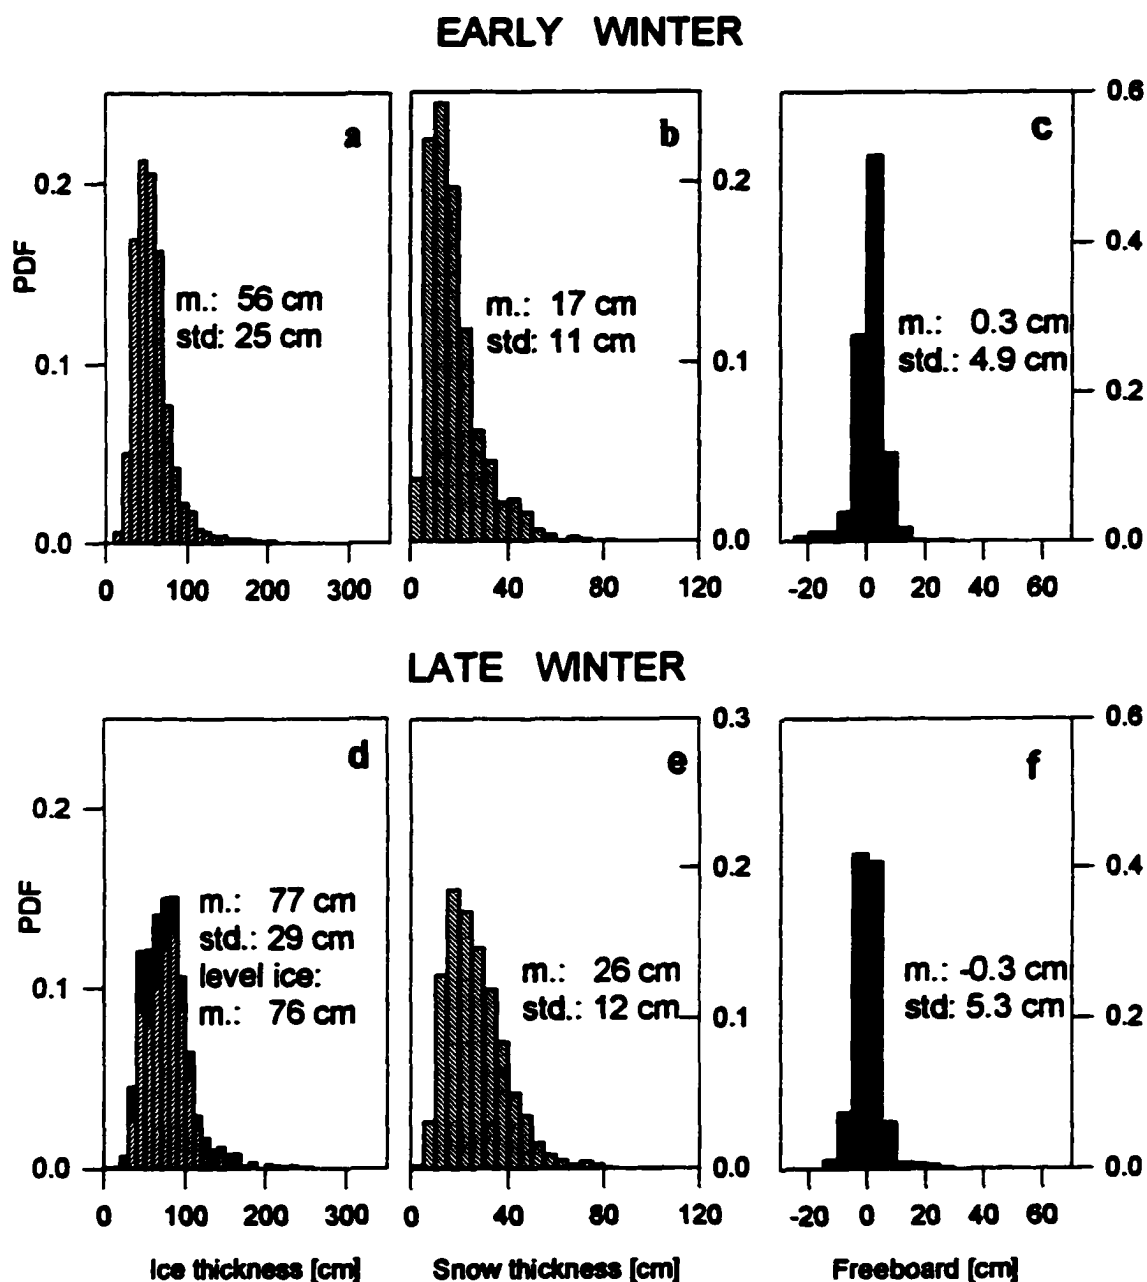 EARLY WINTER
a
b
c
0.6
0.2
0.2
0.4
PDF
m.: 56 cm
std: 25 cm
m.: 17 cm
std: 11 cm
m.: 0.3 cm
std.: 4.9 cm
0.1
0.1
0.2
0.0
0.0
0.0
0 100 200 300
0 40 80 120
-20 0 20 40 60
LATE WINTER
d
e
f
0.3
0.6
0.2
0.2
0.4
PDF
m.: 77 cm
std.: 29 cm
level ice:
m.: 76 cm
m.: 26 cm
std.: 12 cm
m.: -0.3 cm
std: 5.3 cm
0.1
0.1
0.2
0.0
0.0
0.0
0 100 200 300
0 40 80 120
-20 0 20 40 60
Ice thickness [cm]
Snow thickness [cm]
Freeboard [cm]